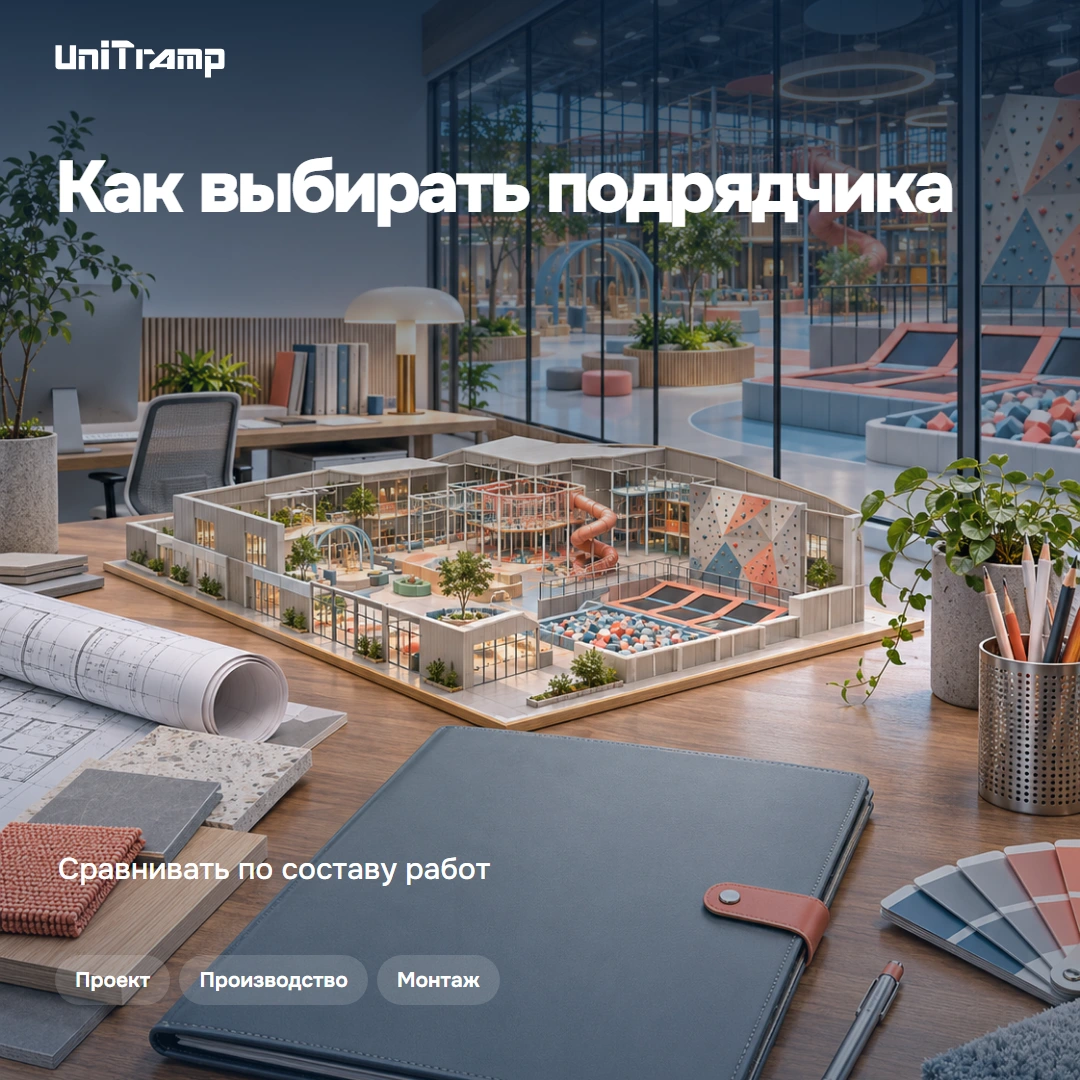 UniTramp
Как выбирать подрядчика
Сравнивать по составу работ
Проект
Производство
Монтаж